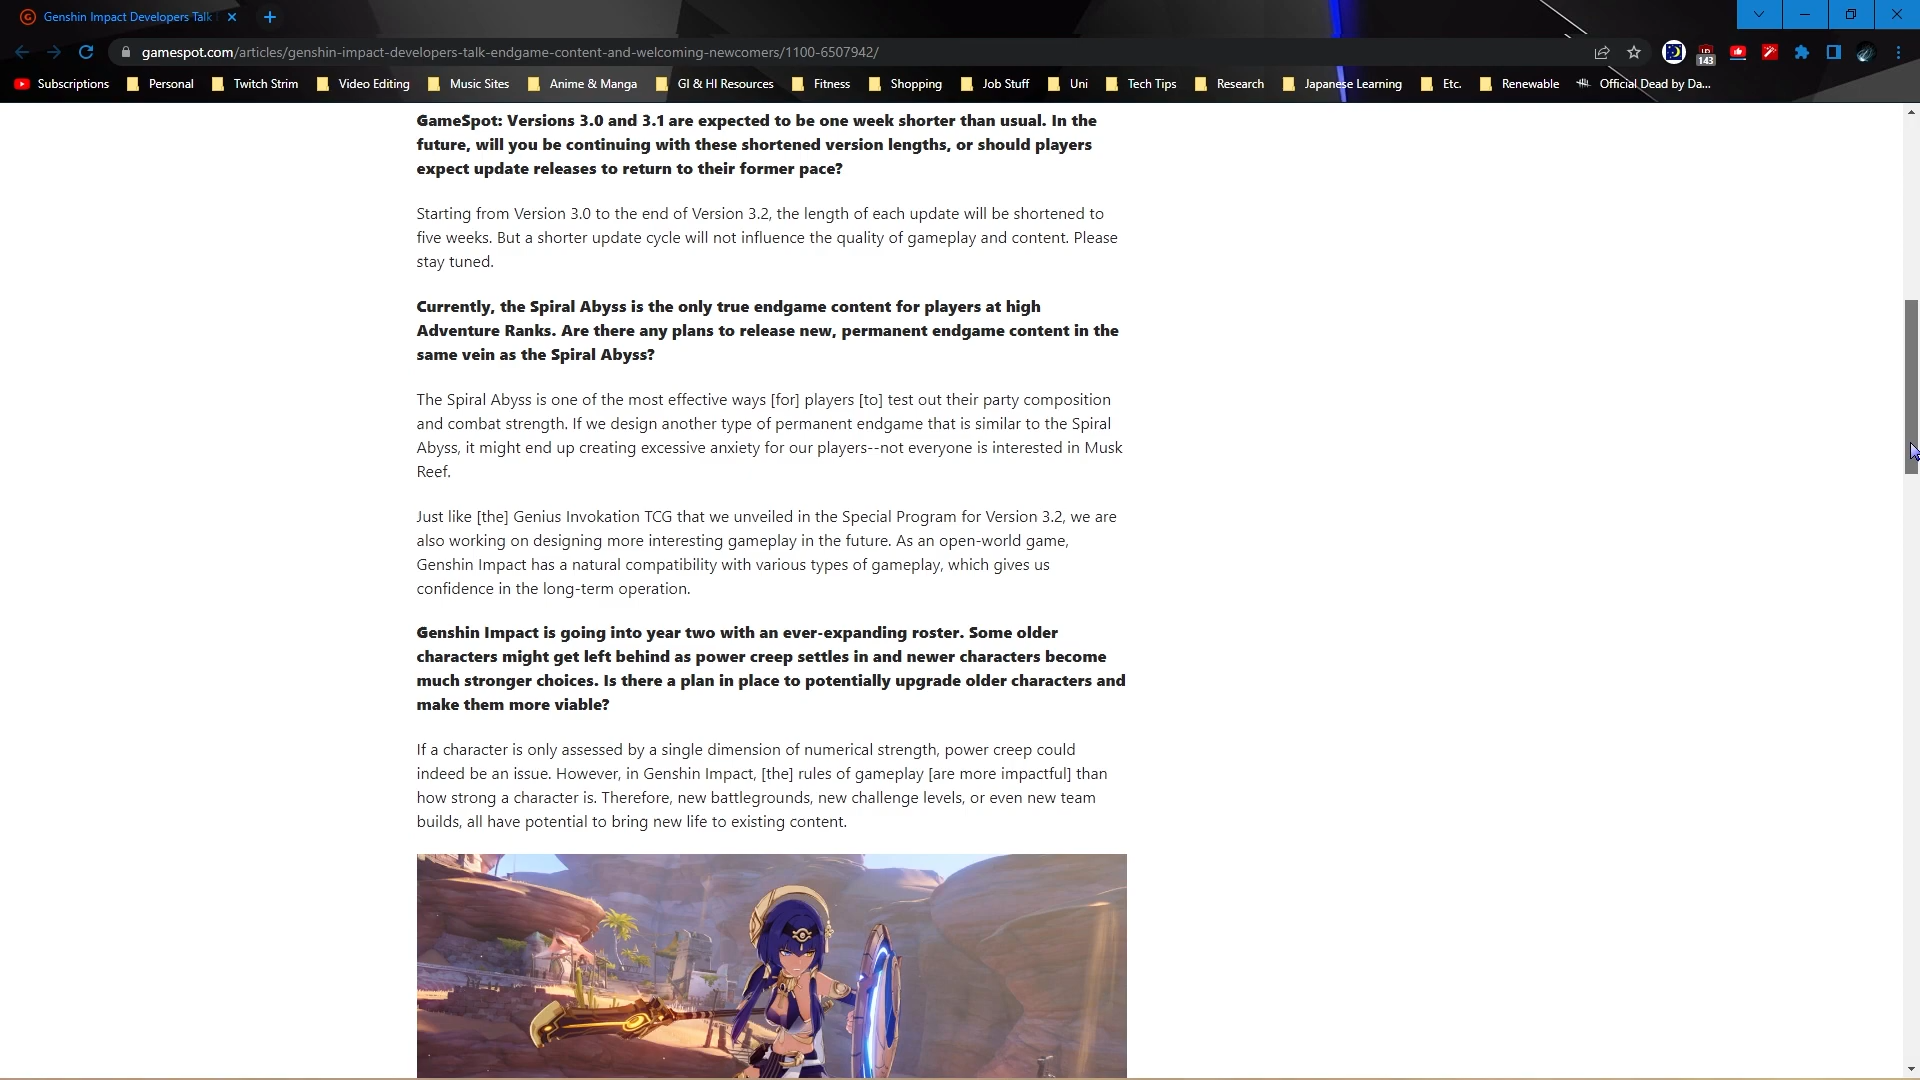 Genshin Impact Developers Talk
gamespot.com/articles/genshin-impact-developers-talk-endgame-content-and-welcoming-newcomers/1100-6507942/
143
Subscriptions Personal Twitch Strim Video Editing Music Sites Anime & Manga GI & HI Resources Fitness Shopping Job Stuff Uni Tech Tips Research Japanese Learning Etc. Renewable Official Dead by Da...
GameSpot: Versions 3.0 and 3.1 are expected to be one week shorter than usual. In the
future, will you be continuing with these shortened version lengths, or should players
expect update releases to return to their former pace?
Starting from Version 3.0 to the end of Version 3.2, the length of each update will be shortened to
five weeks. But a shorter update cycle will not influence the quality of gameplay and content. Please
stay tuned.
Currently, the Spiral Abyss is the only true endgame content for players at high
Adventure Ranks. Are there any plans to release new, permanent endgame content in the
same vein as the Spiral Abyss?
The Spiral Abyss is one of the most effective ways [for] players [to] test out their party composition
and combat strength. If we design another type of permanent endgame that is similar to the Spiral
Abyss, it might end up creating excessive anxiety for our players--not everyone is interested in Musk
Reef.
Just like [the] Genius Invokation TCG that we unveiled in the Special Program for Version 3.2, we are
also working on designing more interesting gameplay in the future. As an open-world game,
Genshin Impact has a natural compatibility with various types of gameplay, which gives us
confidence in the long-term operation.
Genshin Impact is going into year two with an ever-expanding roster. Some older
characters might get left behind as power creep settles in and newer characters become
much stronger choices. Is there a plan in place to potentially upgrade older characters and
make them more viable?
If a character is only assessed by a single dimension of numerical strength, power creep could
indeed be an issue. However, in Genshin Impact, [the] rules of gameplay [are more impactful] than
how strong a character is. Therefore, new battlegrounds, new challenge levels, or even new team
builds, all have potential to bring new life to existing content.